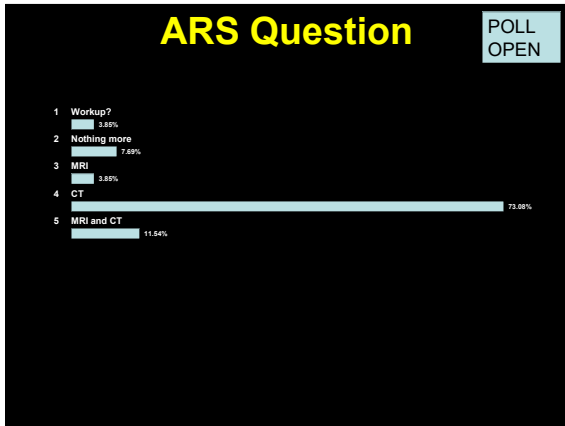 ARS Question
POLL
OPEN
1 Workup?
3.85%
2 Nothing more
7.69%
3 MRI
3.85%
4 CT
73.08%
5 MRI and CT
11.54%